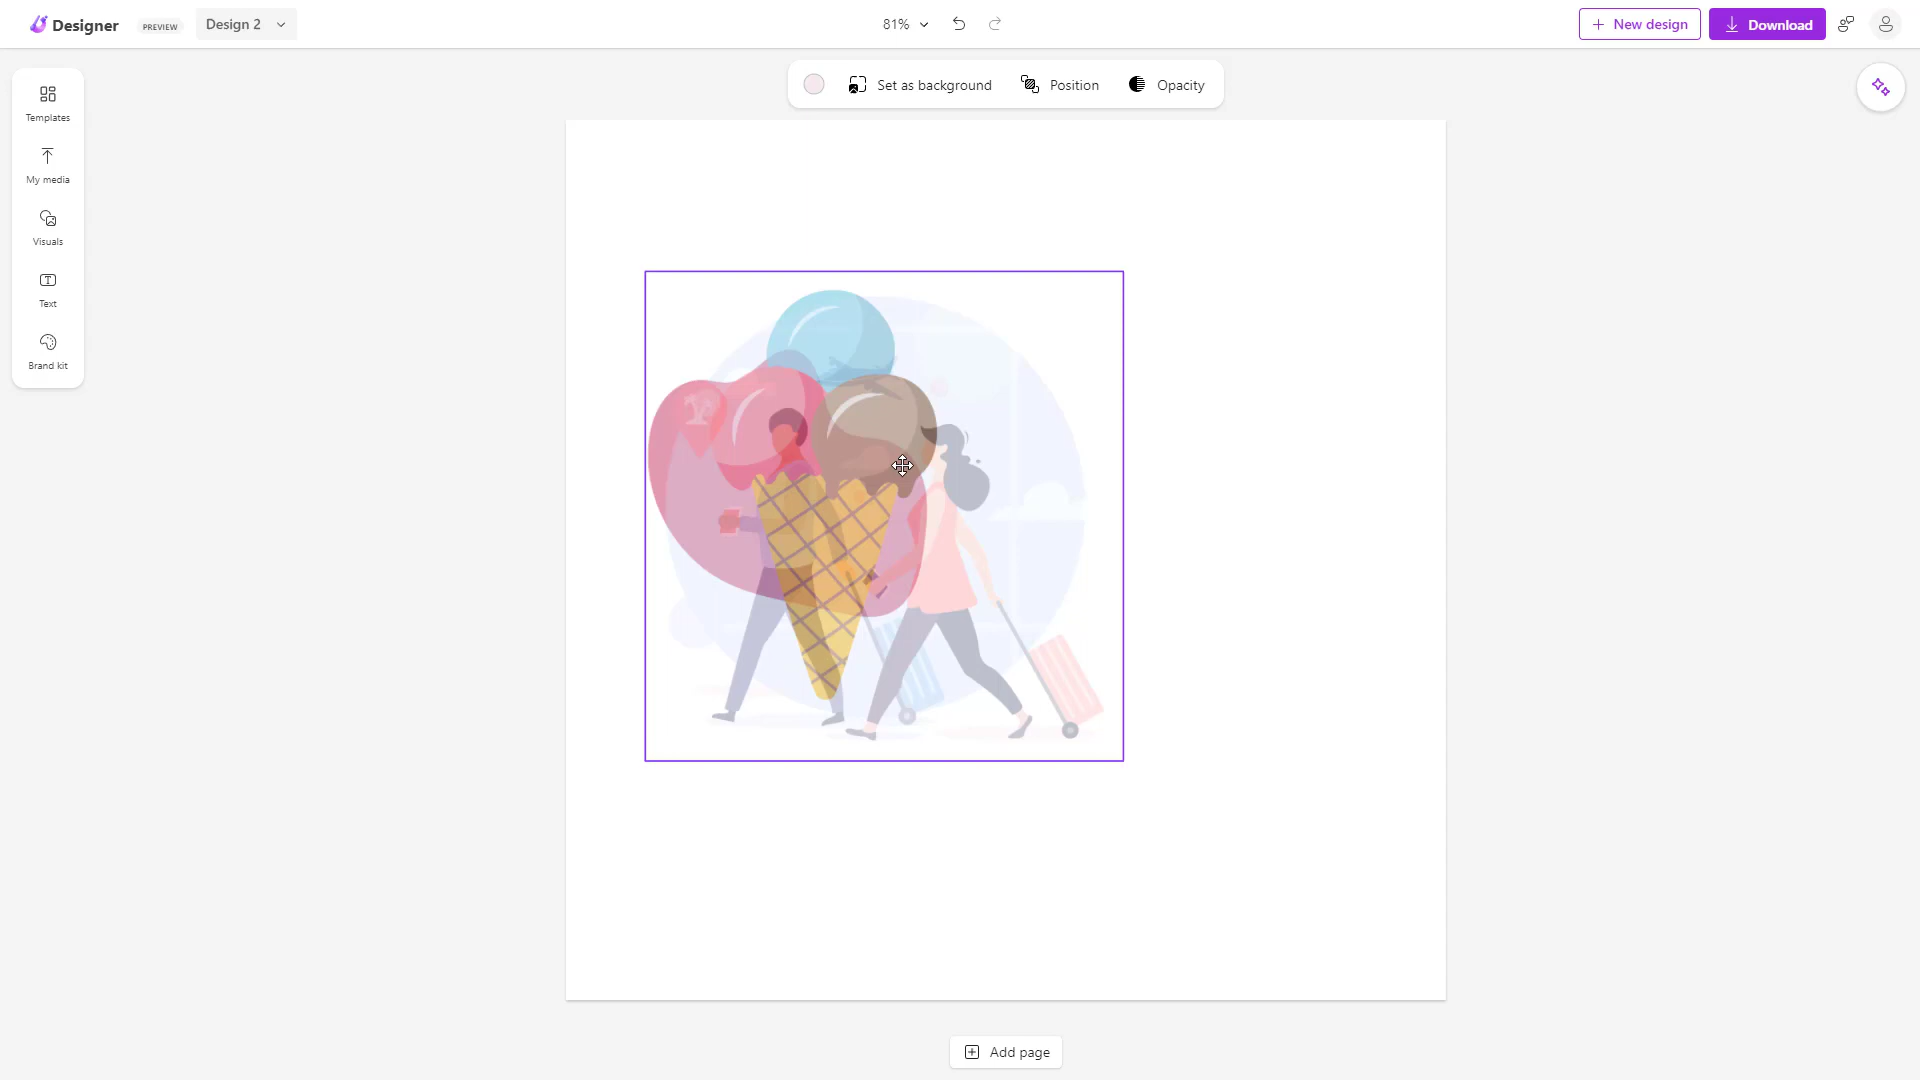 Designer PREVIEW Design 2 81% New design Download
Set as background Position Opacity
Templates
My media
Visuals
Text
Brand kit
Add page